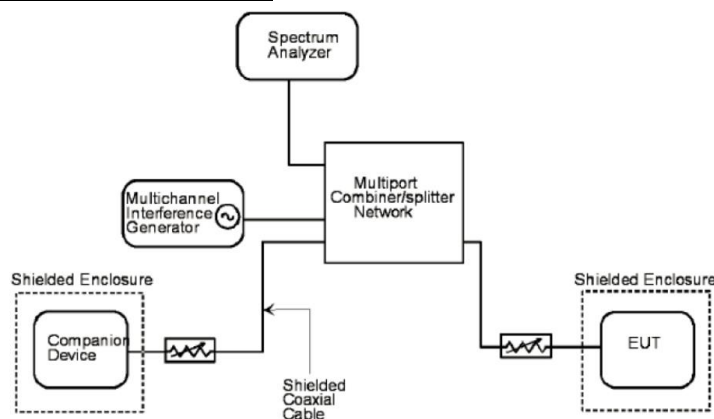 Spectrum
Analyzer
Multiport
Combiner/splitter
Network
Multichannel
Interference
Generator
Shielded Enclosure
Companion
Device
Shielded
Coaxial
Cable
Shielded Enclosure
EUT